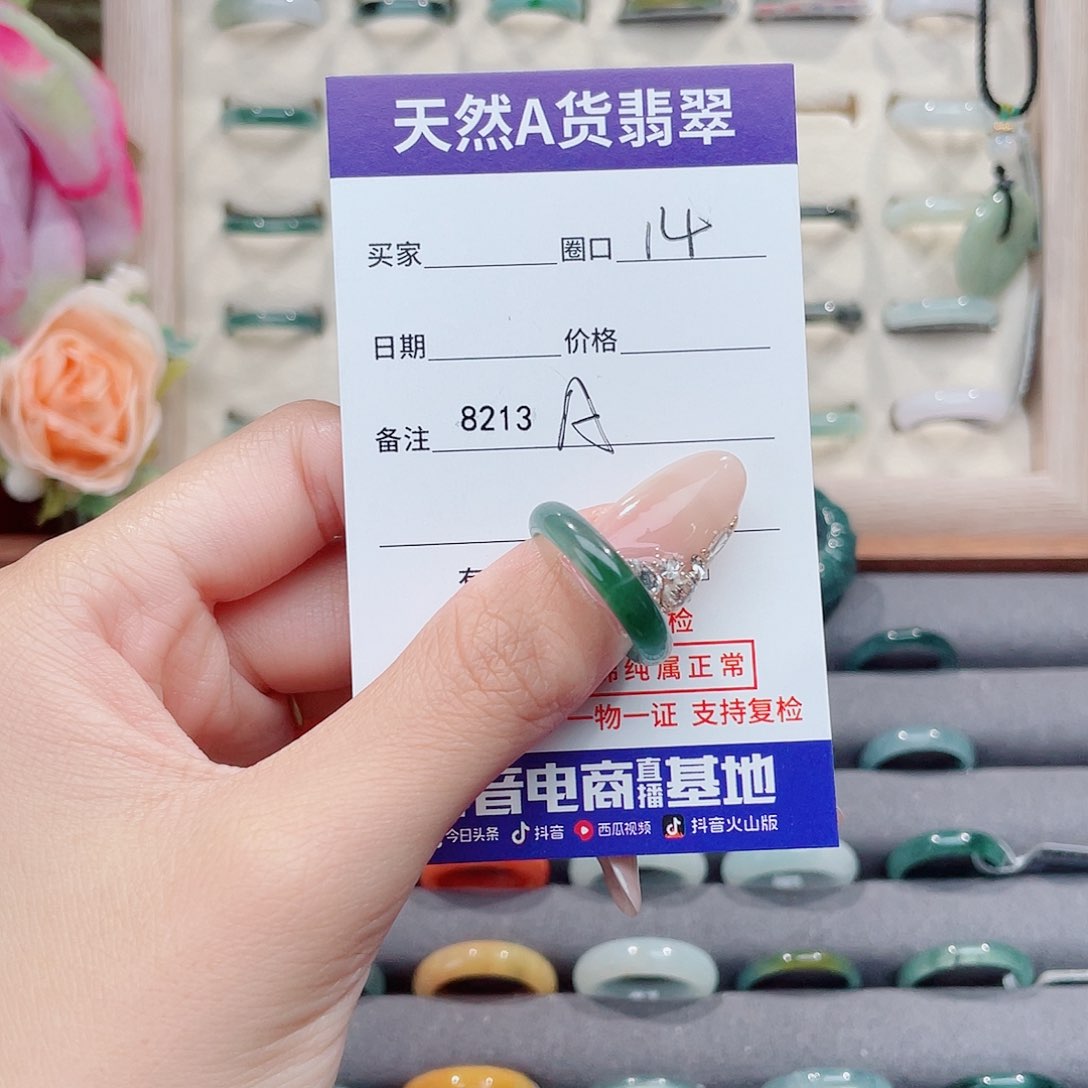 天然A货翡翠
买家 圈口 14
日期 价格
备注 8213 A
检
纯属正常
一物一证 支持复检
音电商直播基地
今日头条 抖音 西瓜视频 抖音火山版